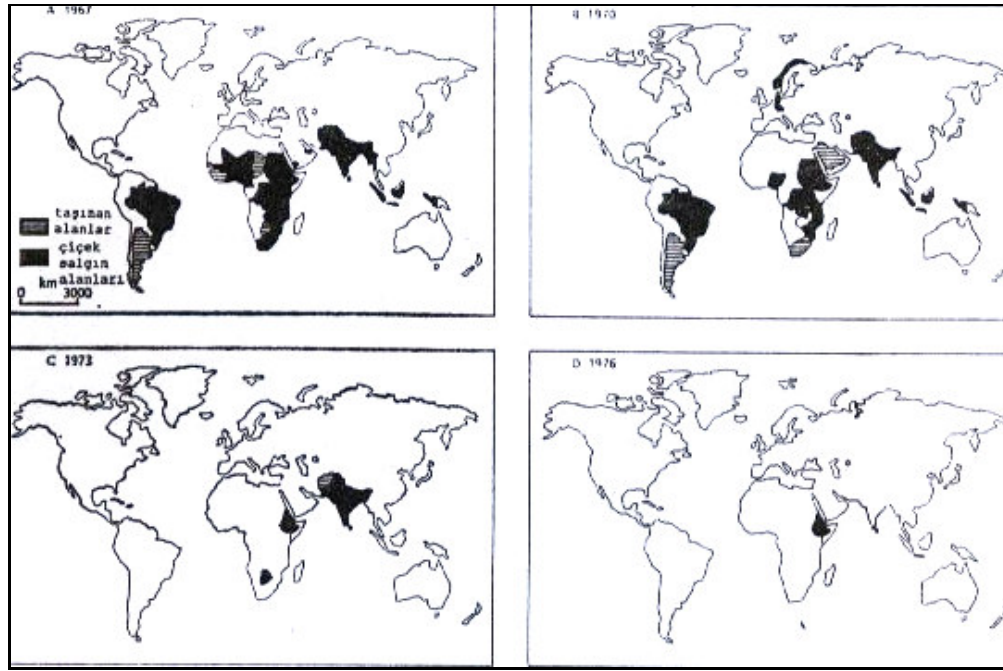 A 1967
B 1970
taşınan
alanlar
çiçek
salgın
alanları
km
0 3000
C 1973
D 1976